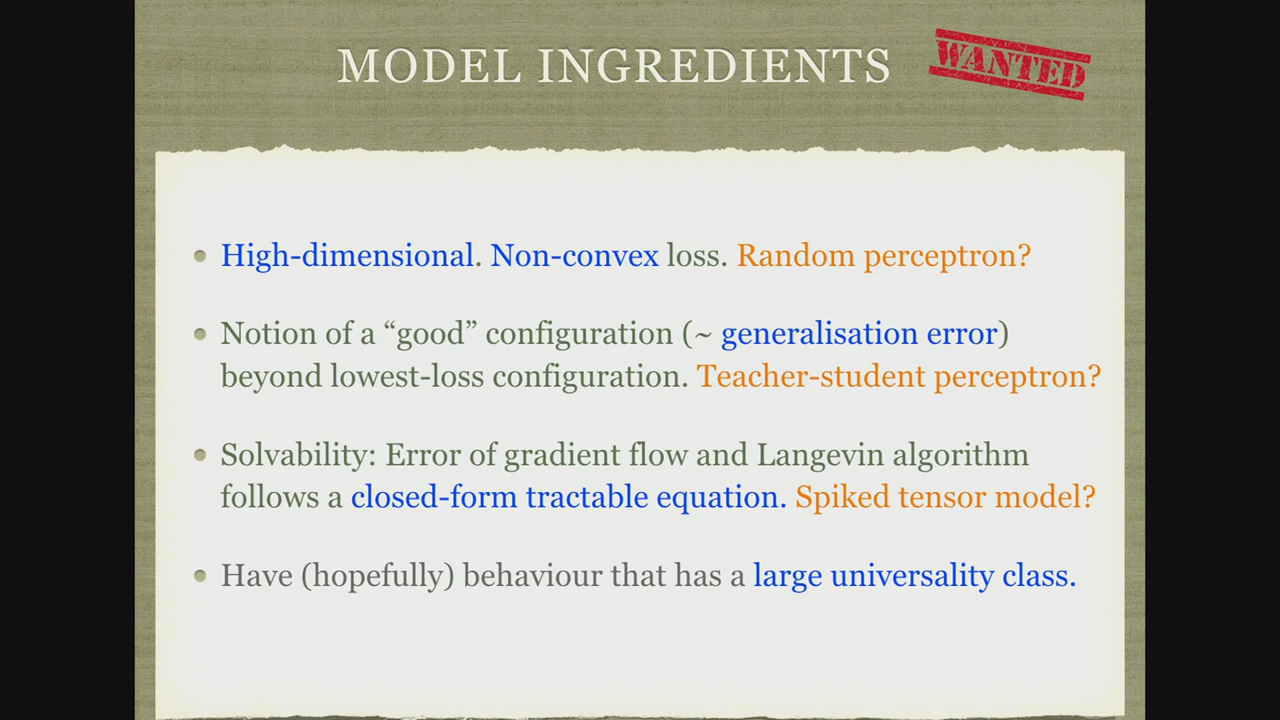 MODEL INGREDIENTS
WANTED
High-dimensional. Non-convex loss. Random perceptron?
Notion of a “good” configuration (~ generalisation error)
beyond lowest-loss configuration. Teacher-student perceptron?
Solvability: Error of gradient flow and Langevin algorithm
follows a closed-form tractable equation. Spiked tensor model?
Have (hopefully) behaviour that has a large universality class.